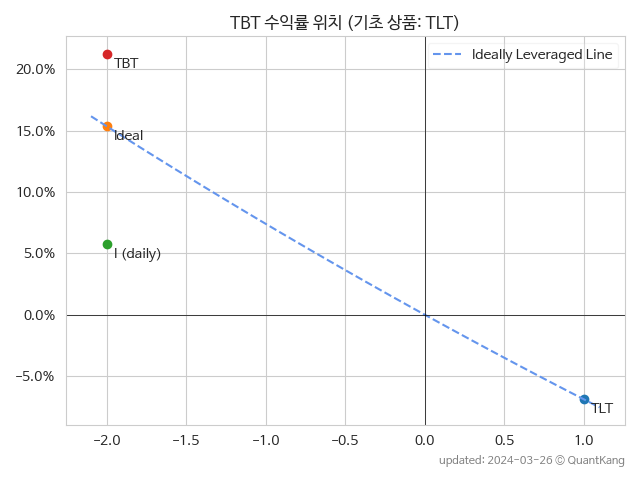 TBT 수익률 위치 (기초 상품: TLT)
Ideally Leveraged Line
20.0%
15.0%
10.0%
5.0%
0.0%
−5.0%
TBT
Ideal
I (daily)
TLT
−2.0 −1.5 −1.0 −0.5 0.0 0.5 1.0
updated: 2024-03-26 © QuantKang